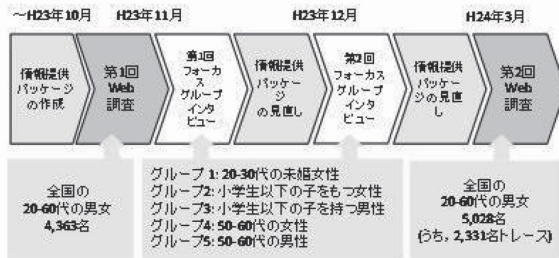 ～H23年10月
H23年11月
H23年12月
H24年3月
情報提供
パッケージ
の作成
第1回
Web
調査
第1回
フォーカ
ス
グループ
インタ
ビュー
情報提供
パッケー
ジ
の見直し
第2回
フォーカ
ス
グループ
インタ
ビュー
情報提供
パッケー
ジの見直
し
第2回
Web
調査
全国の
20-60代の男女
4,363名
グループ 1: 20-30代の未婚女性
グループ2: 小学生以下の子をもつ女性
グループ3: 小学生以下の子を持つ男性
グループ4: 50-60代の女性
グループ5: 50-60代の男性
全国の
20-60代の男女
5,028名
(うち, 2,331名トレース)